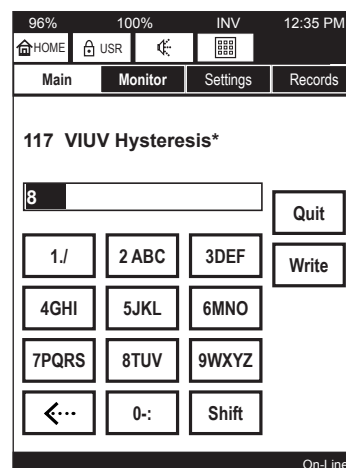 96% 100% INV 12:35 PM
HOME USR
Main Monitor Settings Records
117 VIUV Hysteresis*
8
Quit
1./ 2 ABC 3DEF
Write
4GHI 5JKL 6MNO
7PQRS 8TUV 9WXYZ
0-: Shift
On-Line